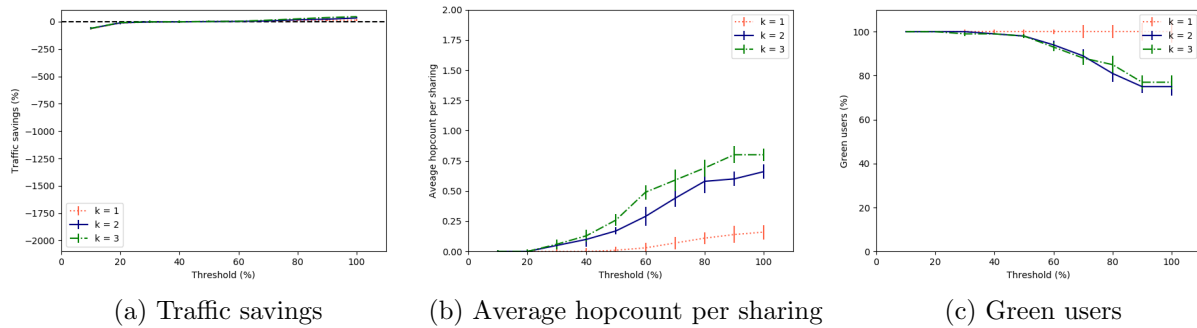 0
−250
−500
−750
−1000
−1250
−1500
−1750
−2000
Traffic savings (%)
k = 1
k = 2
k = 3
0 20 40 60 80 100
Threshold (%)
(a) Traffic savings
2.00
1.75
1.50
1.25
1.00
0.75
0.50
0.25
0.00
Aveage hopcount per sharing
k = 1
k = 2
k = 3
0 20 40 60 80 100
Threshold (%)
(b) Average hopcount per sharing
100
80
60
40
20
0
Green users (%)
k = 1
k = 2
k = 3
0 20 40 60 80 100
Threshold (%)
(c) Green users